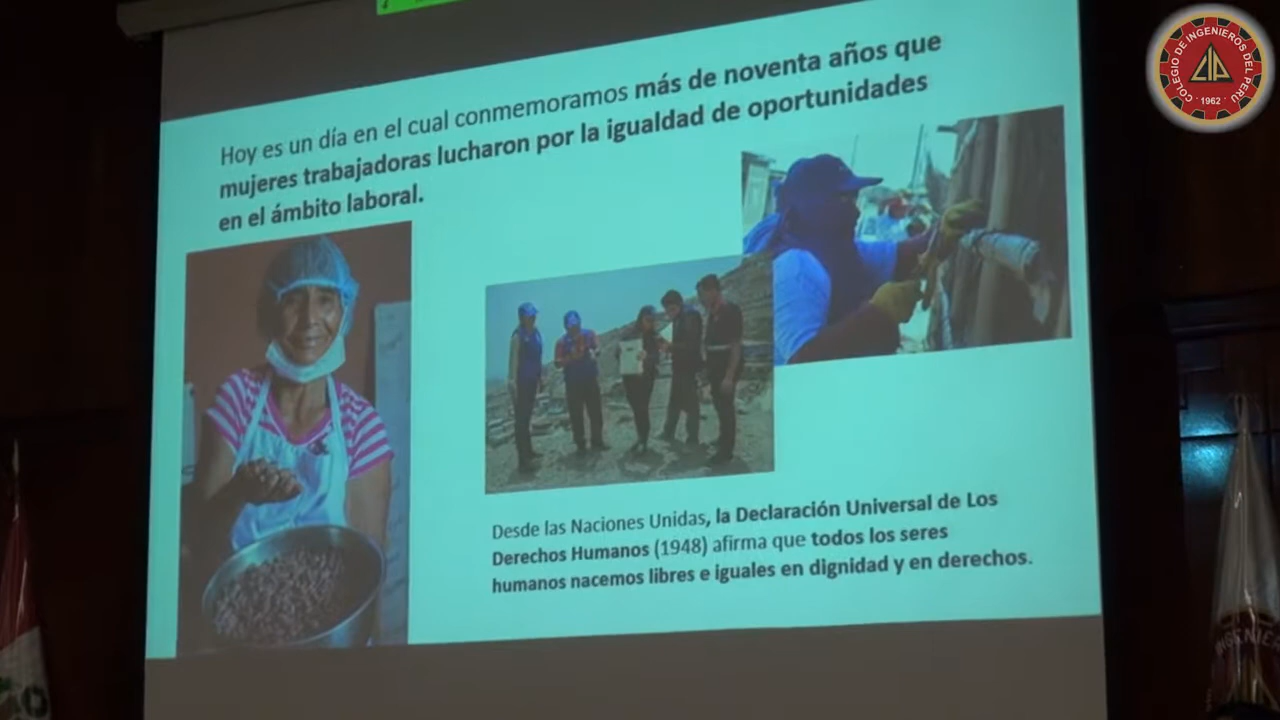 Hoy es un día en el cual conmemoramos más de noventa años que
mujeres trabajadoras lucharon por la igualdad de oportunidades
en el ámbito laboral.
Desde las Naciones Unidas, la Declaración Universal de Los
Derechos Humanos (1948) afirma que todos los seres
humanos nacemos libres e iguales en dignidad y en derechos.
COLEGIO DE INGENIEROS DEL PERU
CIP
· 1962 ·